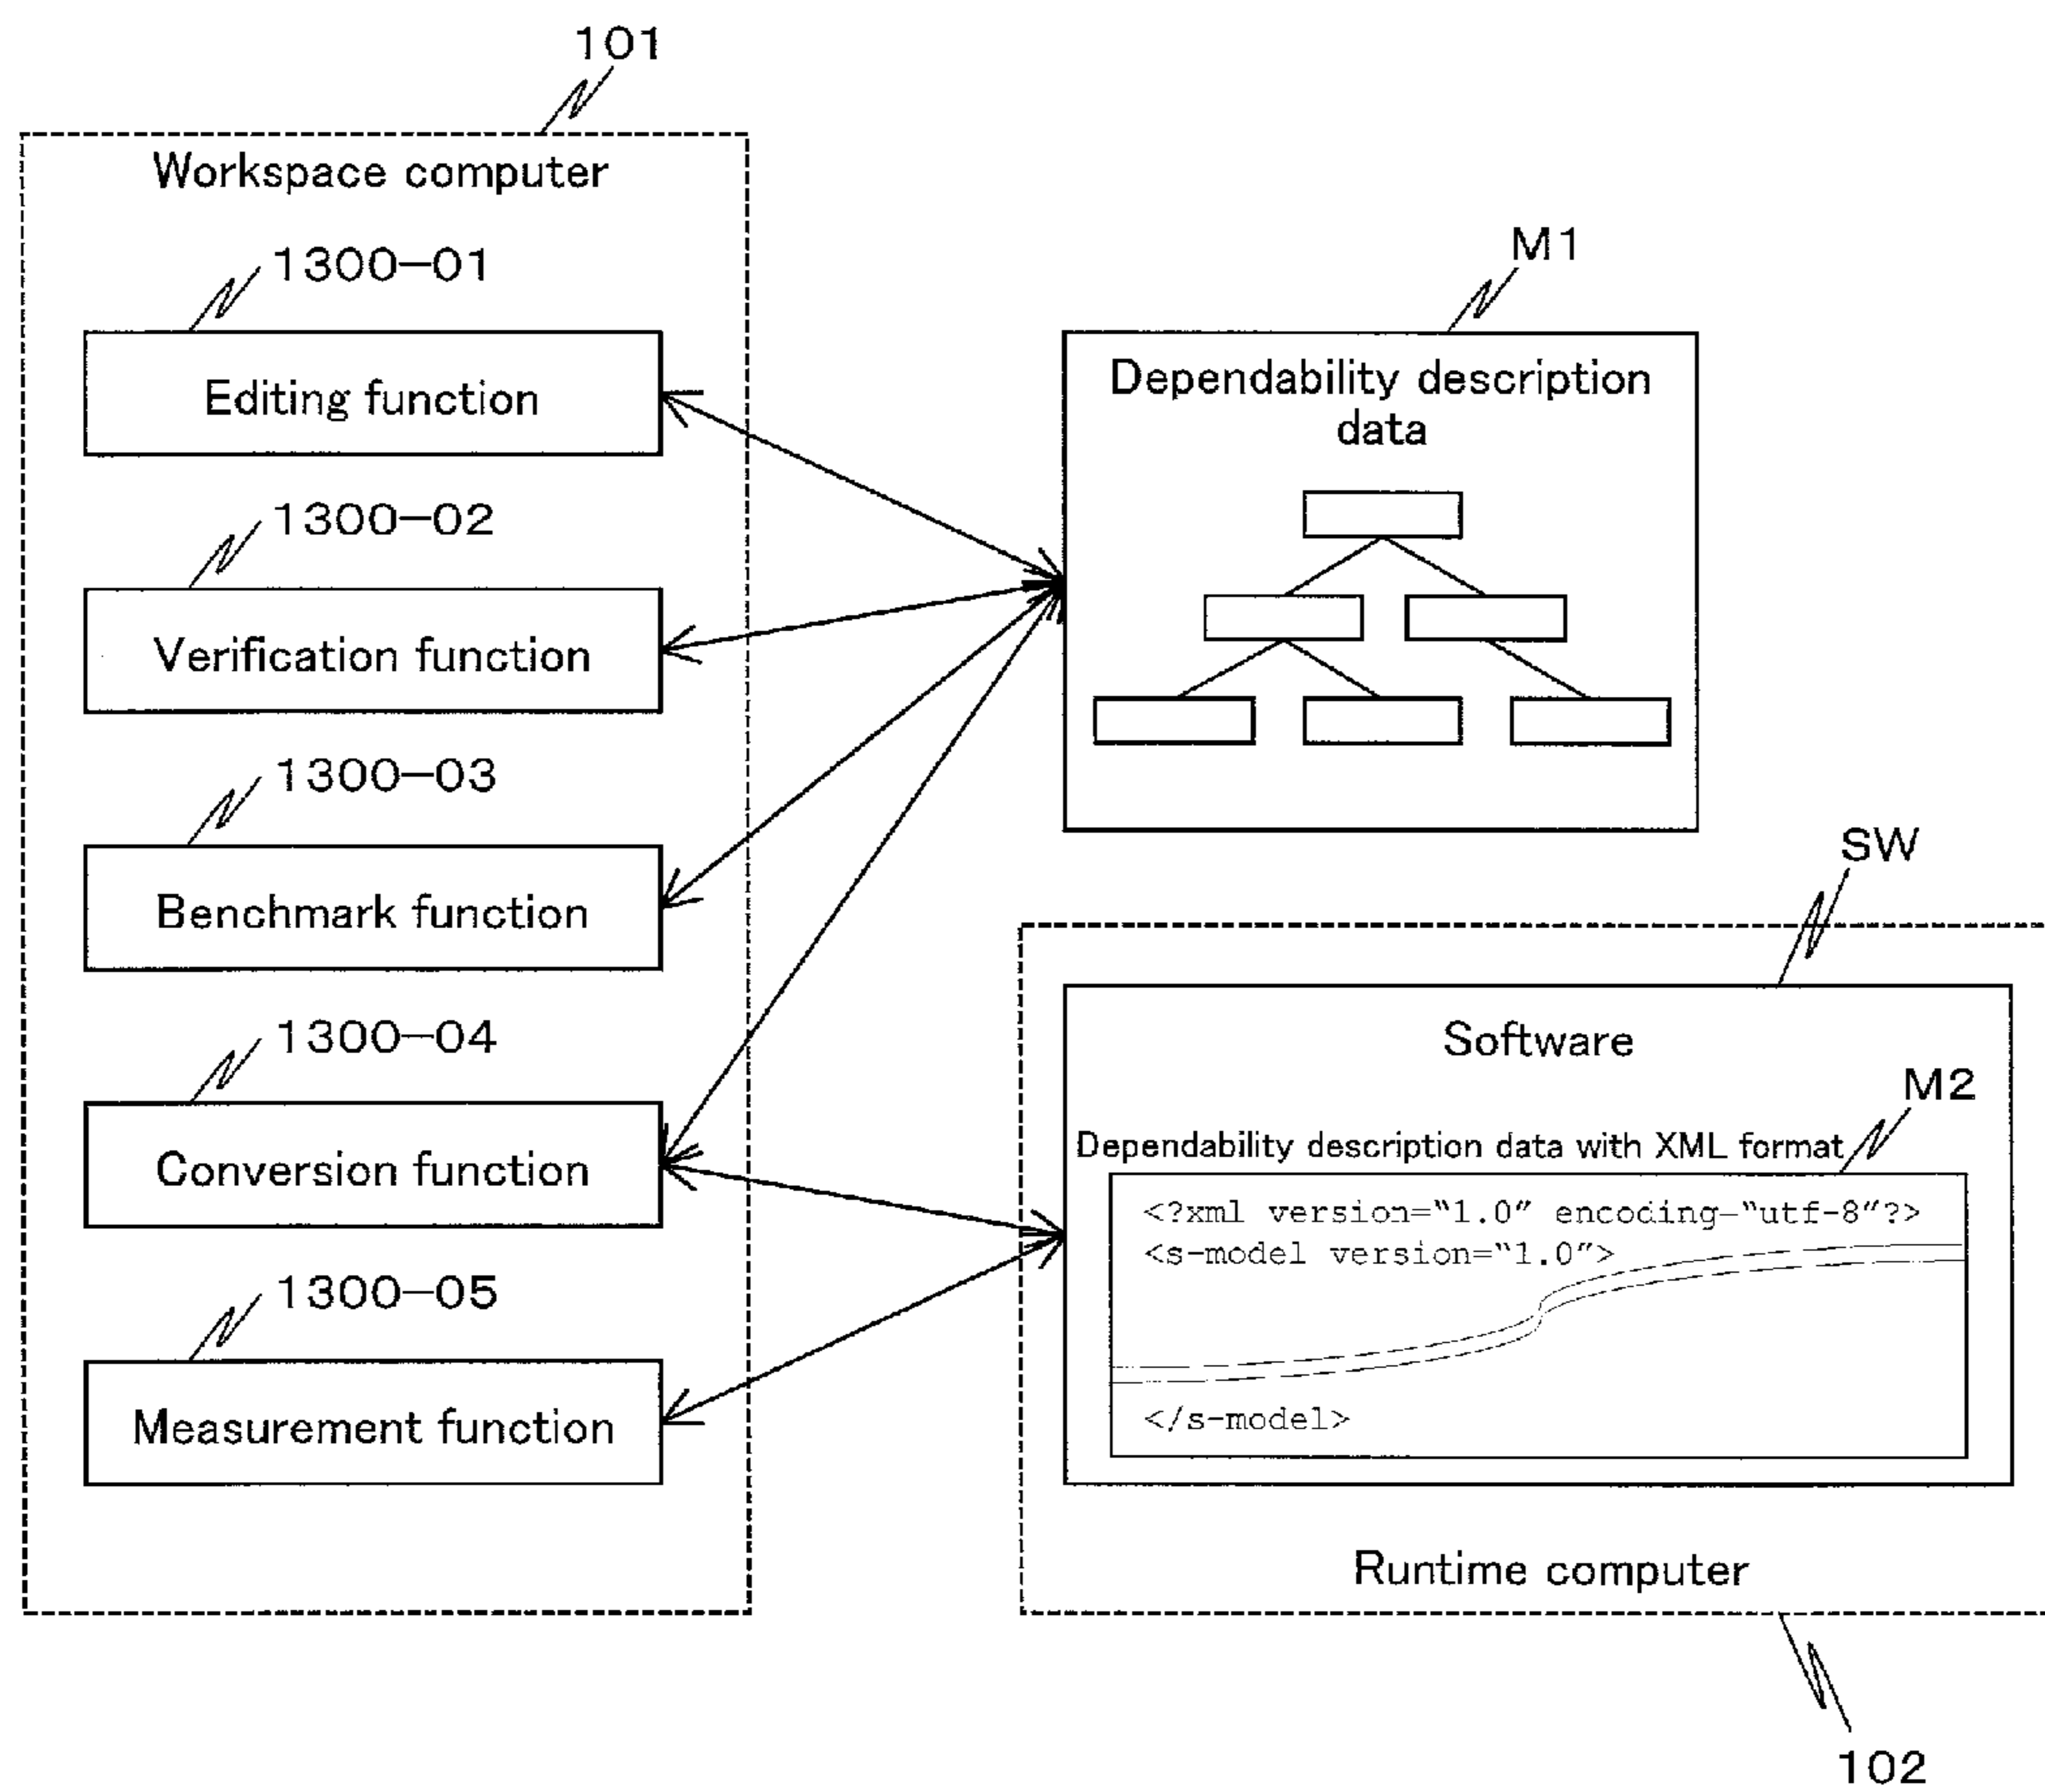 101
Workspace computer
1300-01
Editing function
1300-02
Verification function
1300-03
Benchmark function
1300-04
Conversion function
1300-05
Measurement function
M1
Dependability description
data
SW
Software
M2
Dependability description data with XML format
<?xml version=“1.0” encoding=“utf-8”?>
<s-model version=“1.0”>
</s-model>
Runtime computer
102